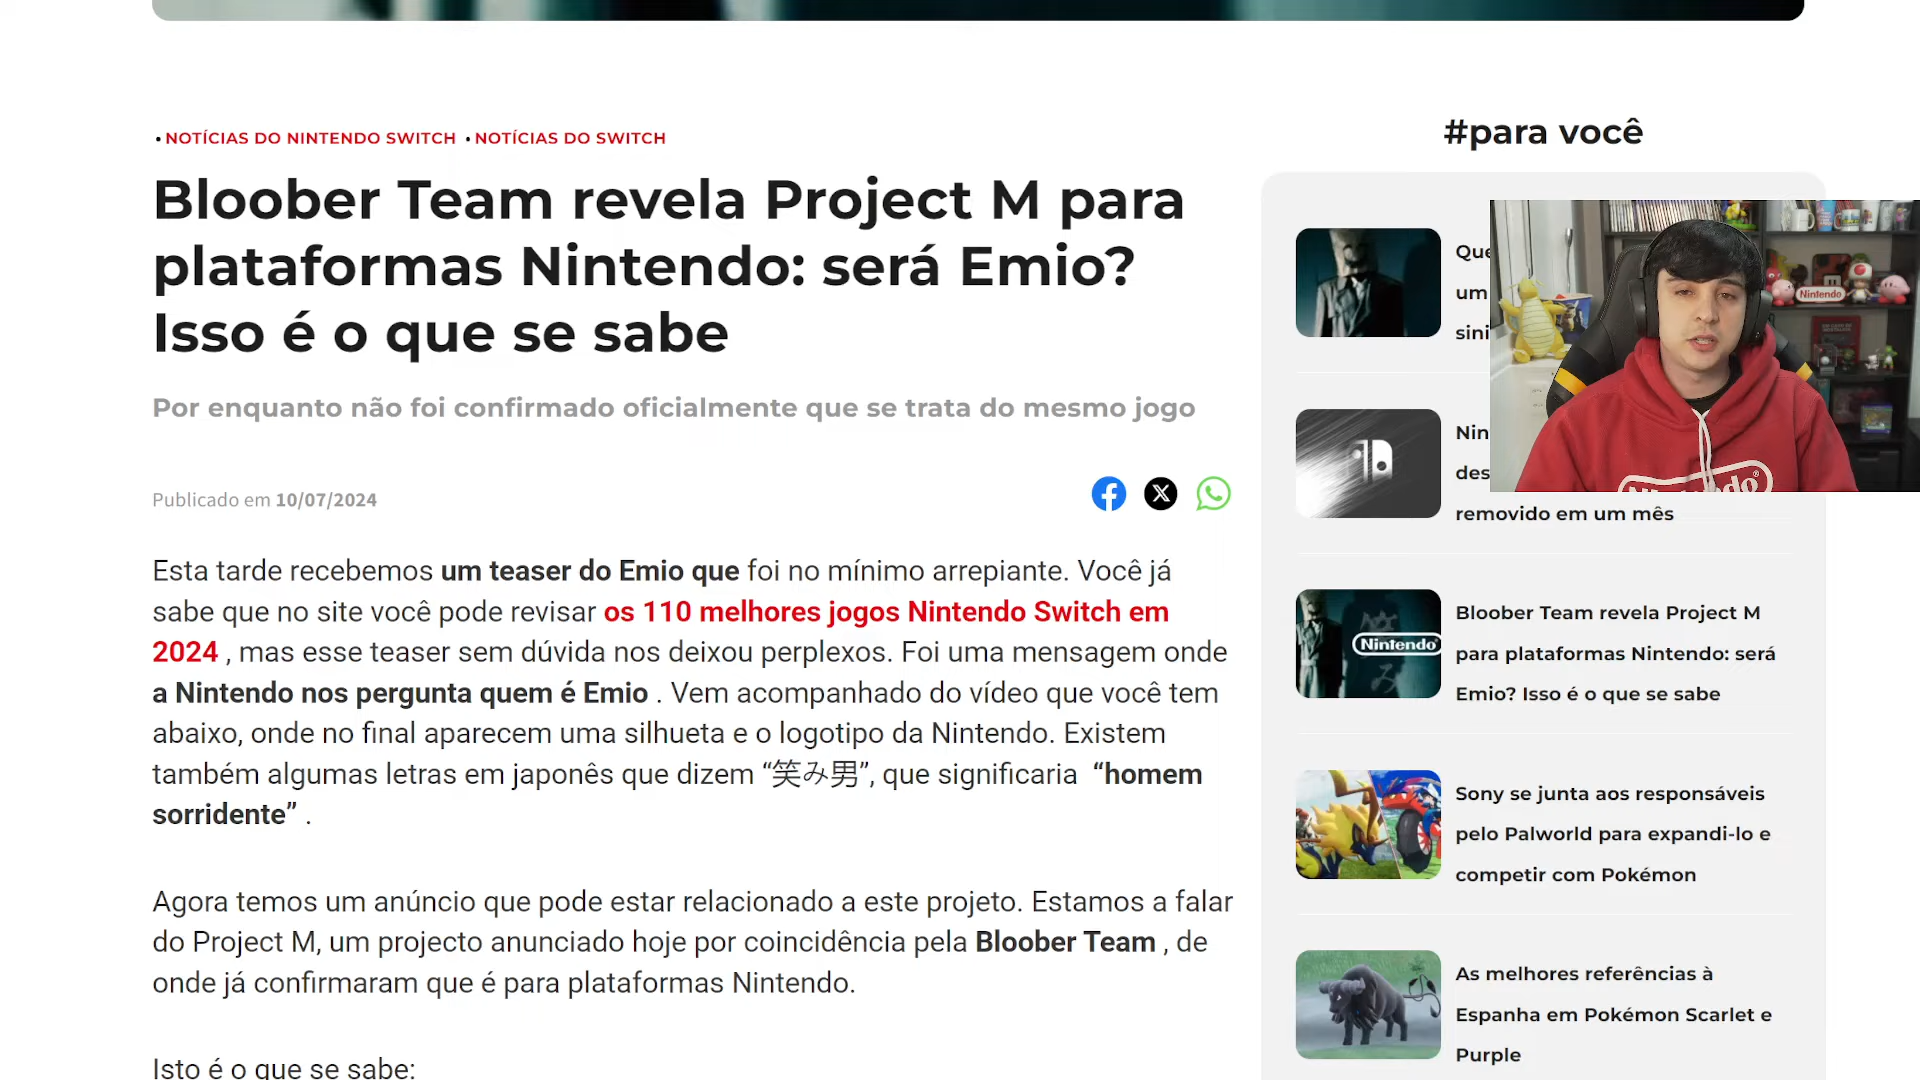 • NOTÍCIAS DO NINTENDO SWITCH • NOTÍCIAS DO SWITCH
Bloober Team revela Project M para
plataformas Nintendo: será Emio?
Isso é o que se sabe
Por enquanto não foi confirmado oficialmente que se trata do mesmo jogo
Publicado em 10/07/2024
Esta tarde recebemos um teaser do Emio que foi no mínimo arrepiante. Você já
sabe que no site você pode revisar os 110 melhores jogos Nintendo Switch em
2024 , mas esse teaser sem dúvida nos deixou perplexos. Foi uma mensagem onde
a Nintendo nos pergunta quem é Emio . Vem acompanhado do vídeo que você tem
abaixo, onde no final aparecem uma silhueta e o logotipo da Nintendo. Existem
também algumas letras em japonês que dizem “笑み男”, que significaria “homem
sorridente” .
Agora temos um anúncio que pode estar relacionado a este projeto. Estamos a falar
do Project M, um projecto anunciado hoje por coincidência pela Bloober Team , de
onde já confirmaram que é para plataformas Nintendo.
Isto é o que se sabe:
#para você
Que
um
sini
Nin
des
removido em um mês
Nintendo
Bloober Team revela Project M
para plataformas Nintendo: será
Emio? Isso é o que se sabe
Sony se junta aos responsáveis
pelo Palworld para expandi-lo e
competir com Pokémon
As melhores referências à
Espanha em Pokémon Scarlet e
Purple
Nintendo
Nintendo